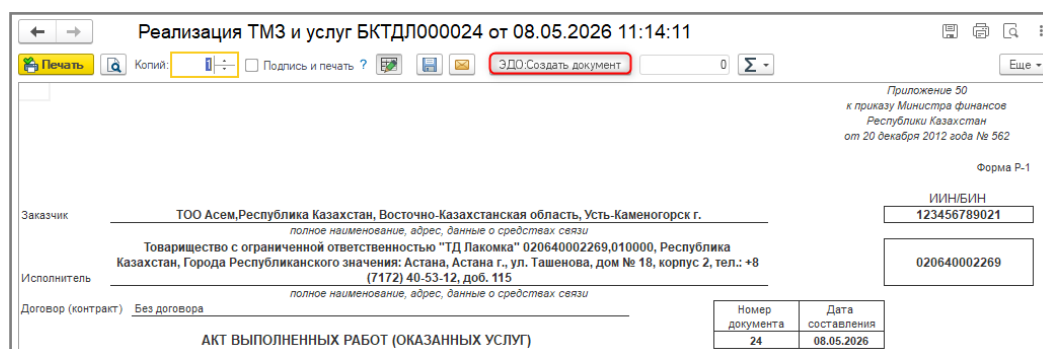 Реализация ТМЗ и услуг БКТДЛ000024 от 08.05.2026 11:14:11
Печать Копий: 1 Подпись и печать ? ЭДО:Создать документ 0 Σ Еще
Приложение 50
к приказу Министра финансов
Республики Казахстан
от 20 декабря 2012 года № 562
Форма Р-1
ИИН/БИН
Заказчик ТОО Асем,Республика Казахстан, Восточно-Казахстанская область, Усть-Каменогорск г. 123456789021
полное наименование, адрес, данные о средствах связи
Товарищество с ограниченной ответственностью "ТД Лакомка" 020640002269,010000, Республика
Казахстан, Города Республиканского значения: Астана, Астана г., ул. Ташенова, дом № 18, корпус 2, тел.: +8
Исполнитель (7172) 40-53-12, доб. 115 020640002269
полное наименование, адрес, данные о средствах связи
Договор (контракт) Без договора
Номер документа Дата составления
АКТ ВЫПОЛНЕННЫХ РАБОТ (ОКАЗАННЫХ УСЛУГ) 24 08.05.2026